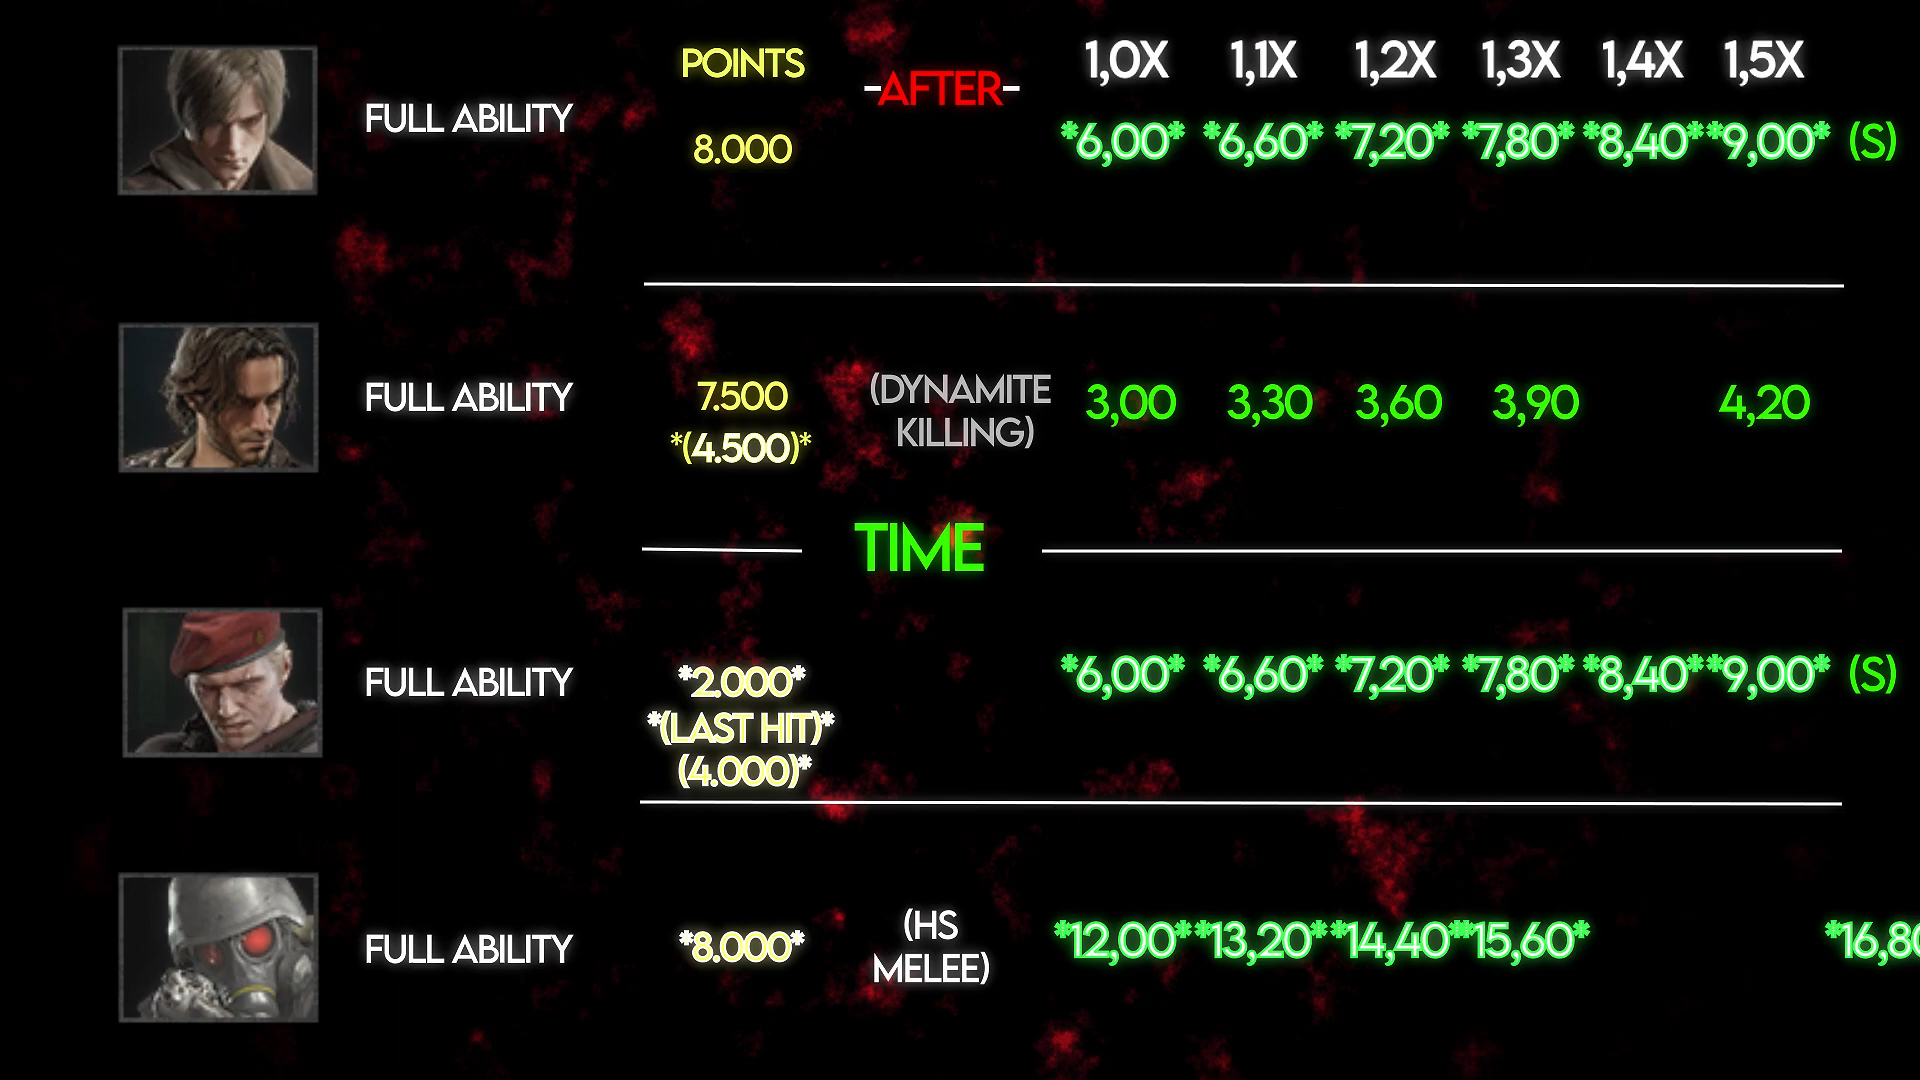 POINTS
-AFTER-
1,0X 1,1X 1,2X 1,3X 1,4X 1,5X
FULL ABILITY
8.000
*6,00* *6,60* *7,20* *7,80* *8,40* *9,00* (S)
FULL ABILITY
7.500
*(4.500)*
(DYNAMITE
KILLING)
3,00 3,30 3,60 3,90 4,20
TIME
FULL ABILITY
*2.000*
*(LAST HIT)*
(4.000)*
*6,00* *6,60* *7,20* *7,80* *8,40* *9,00* (S)
FULL ABILITY
*8.000*
(HS
MELEE)
*12,00* *13,20* *14,40* *15,60* *16,80